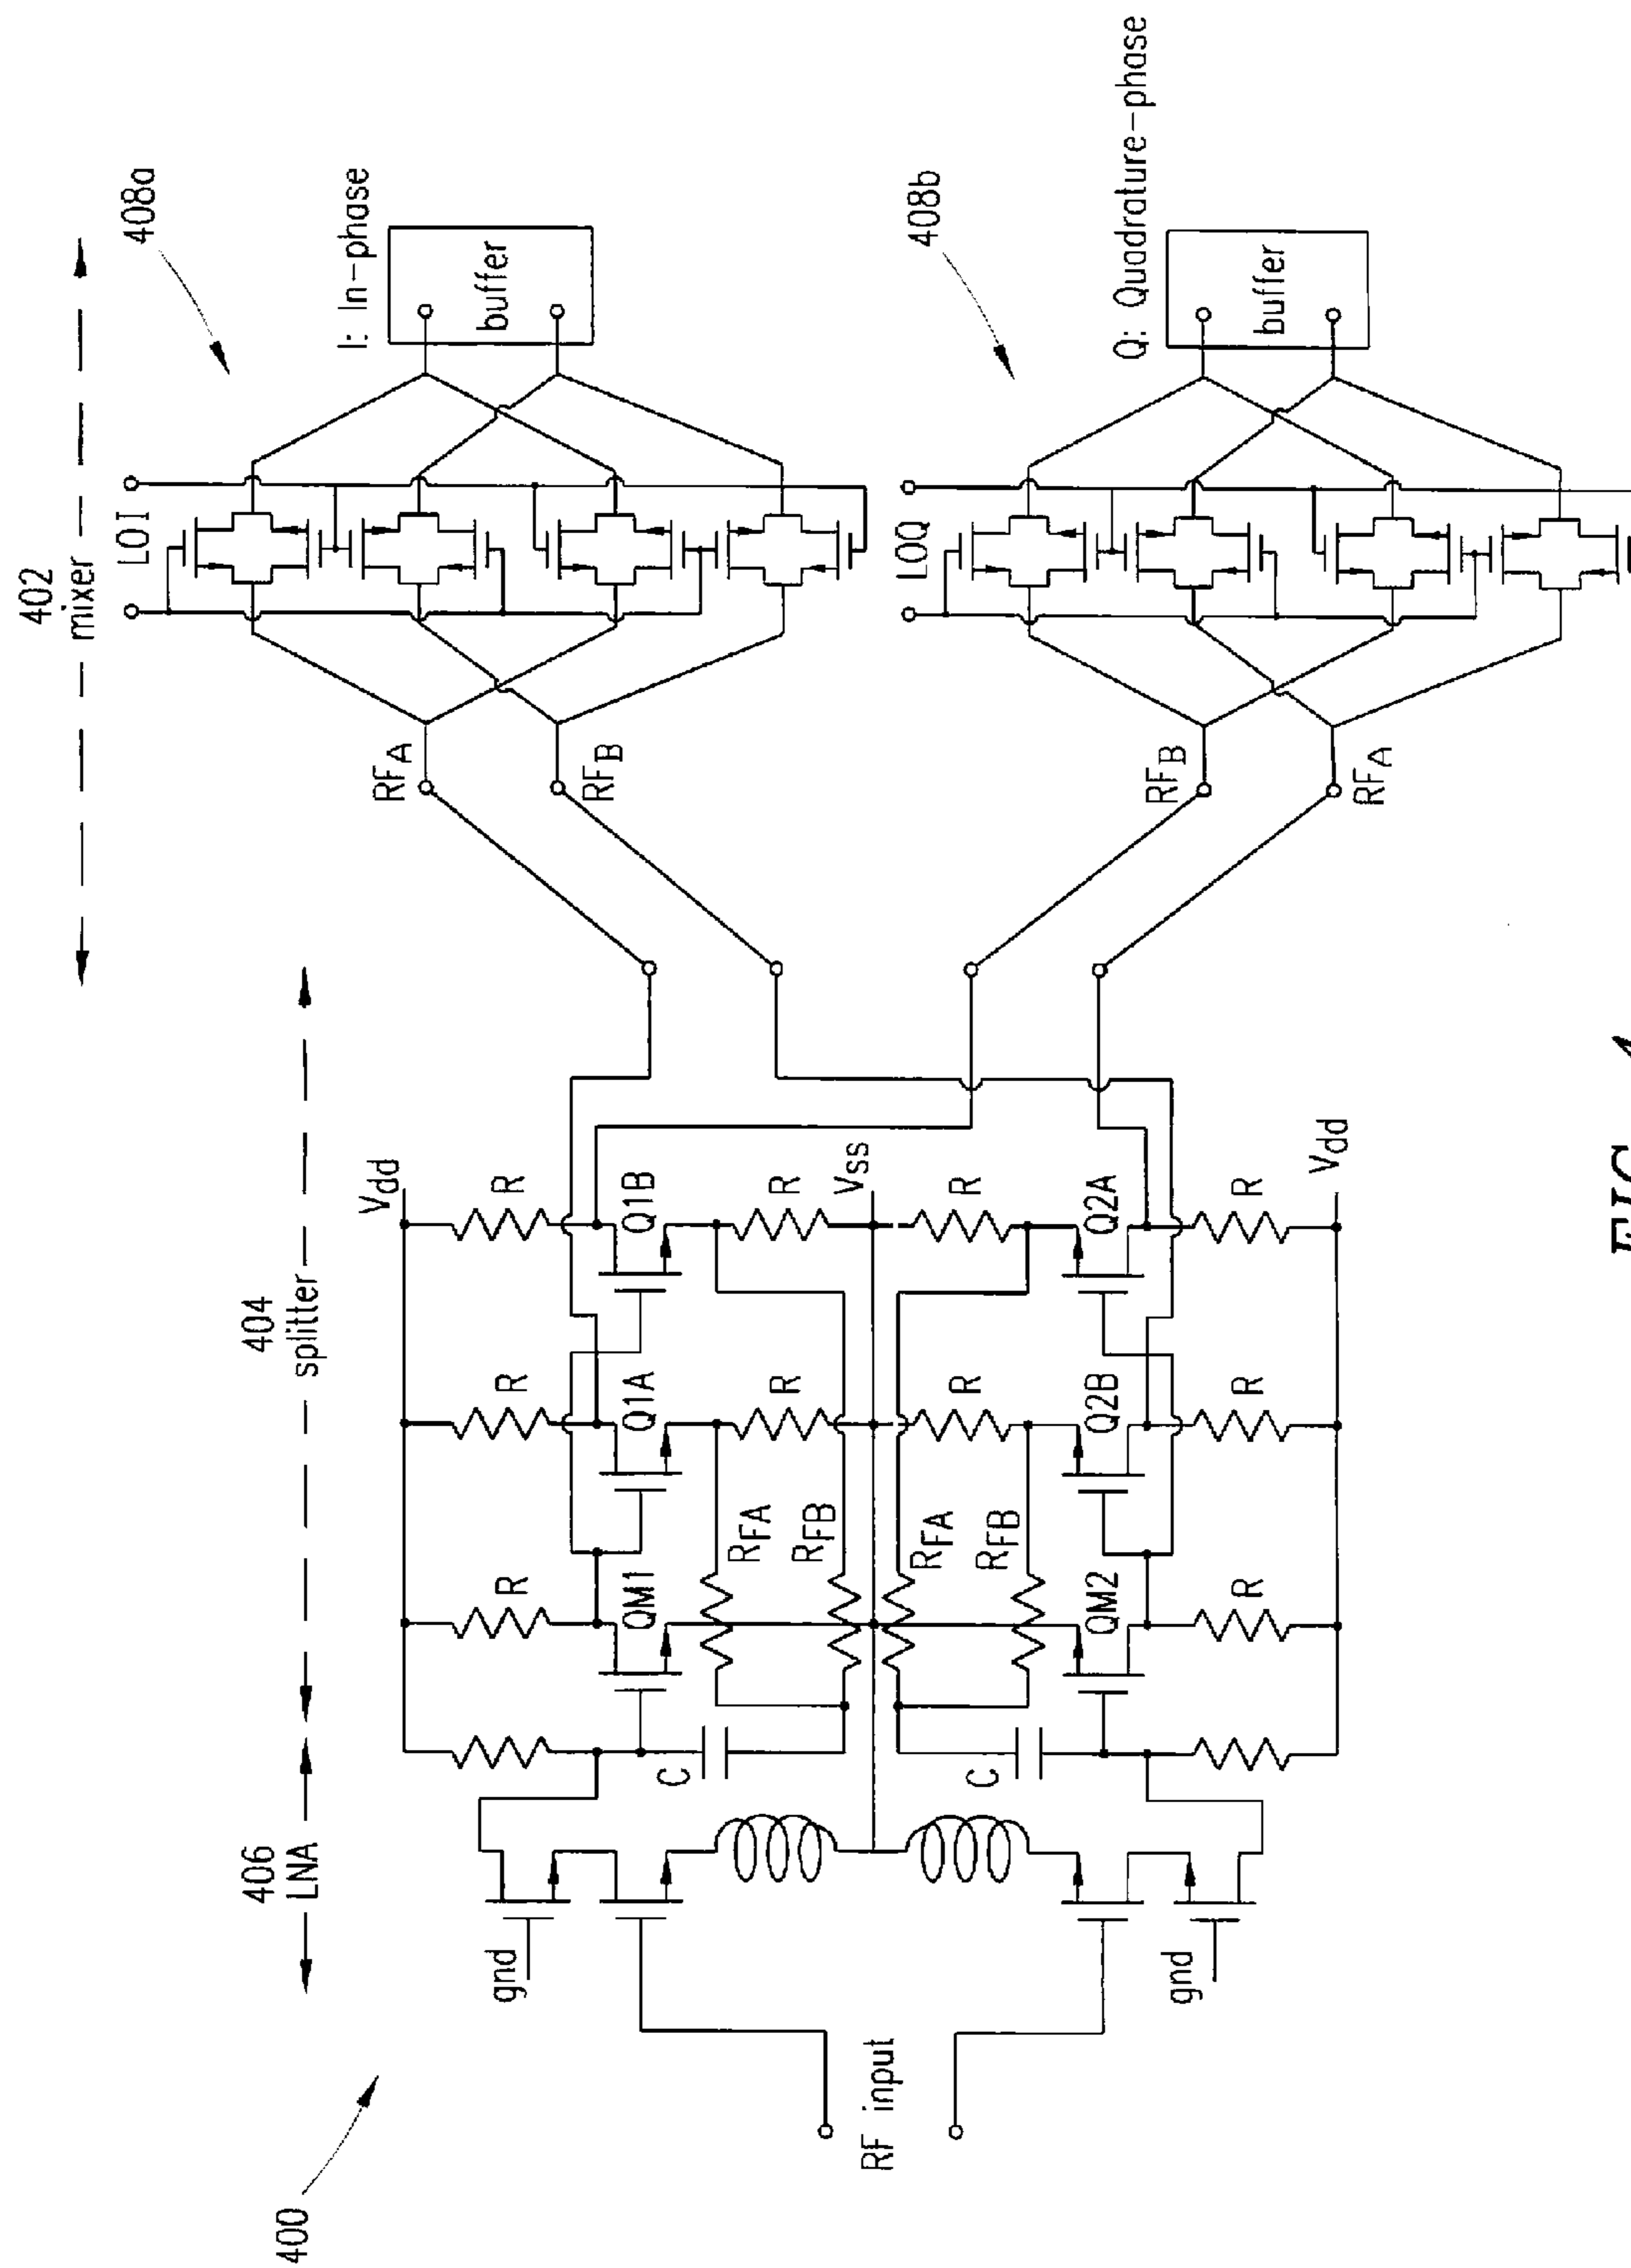 400
406
LNA
404
splitter
402
mixer
408a
408b
RF input
gnd
gnd
Vdd
R
R
R
QM1
Q1A
Q1B
C
R
R
RFA
RFB
Vss
RFA
RFB
R
R
C
QM2
Q2B
Q2A
R
R
R
Vdd
RFA
RFB
LOI
I: In-phase
buffer
RFB
RFA
LOQ
Q: Quadrature-phase
buffer